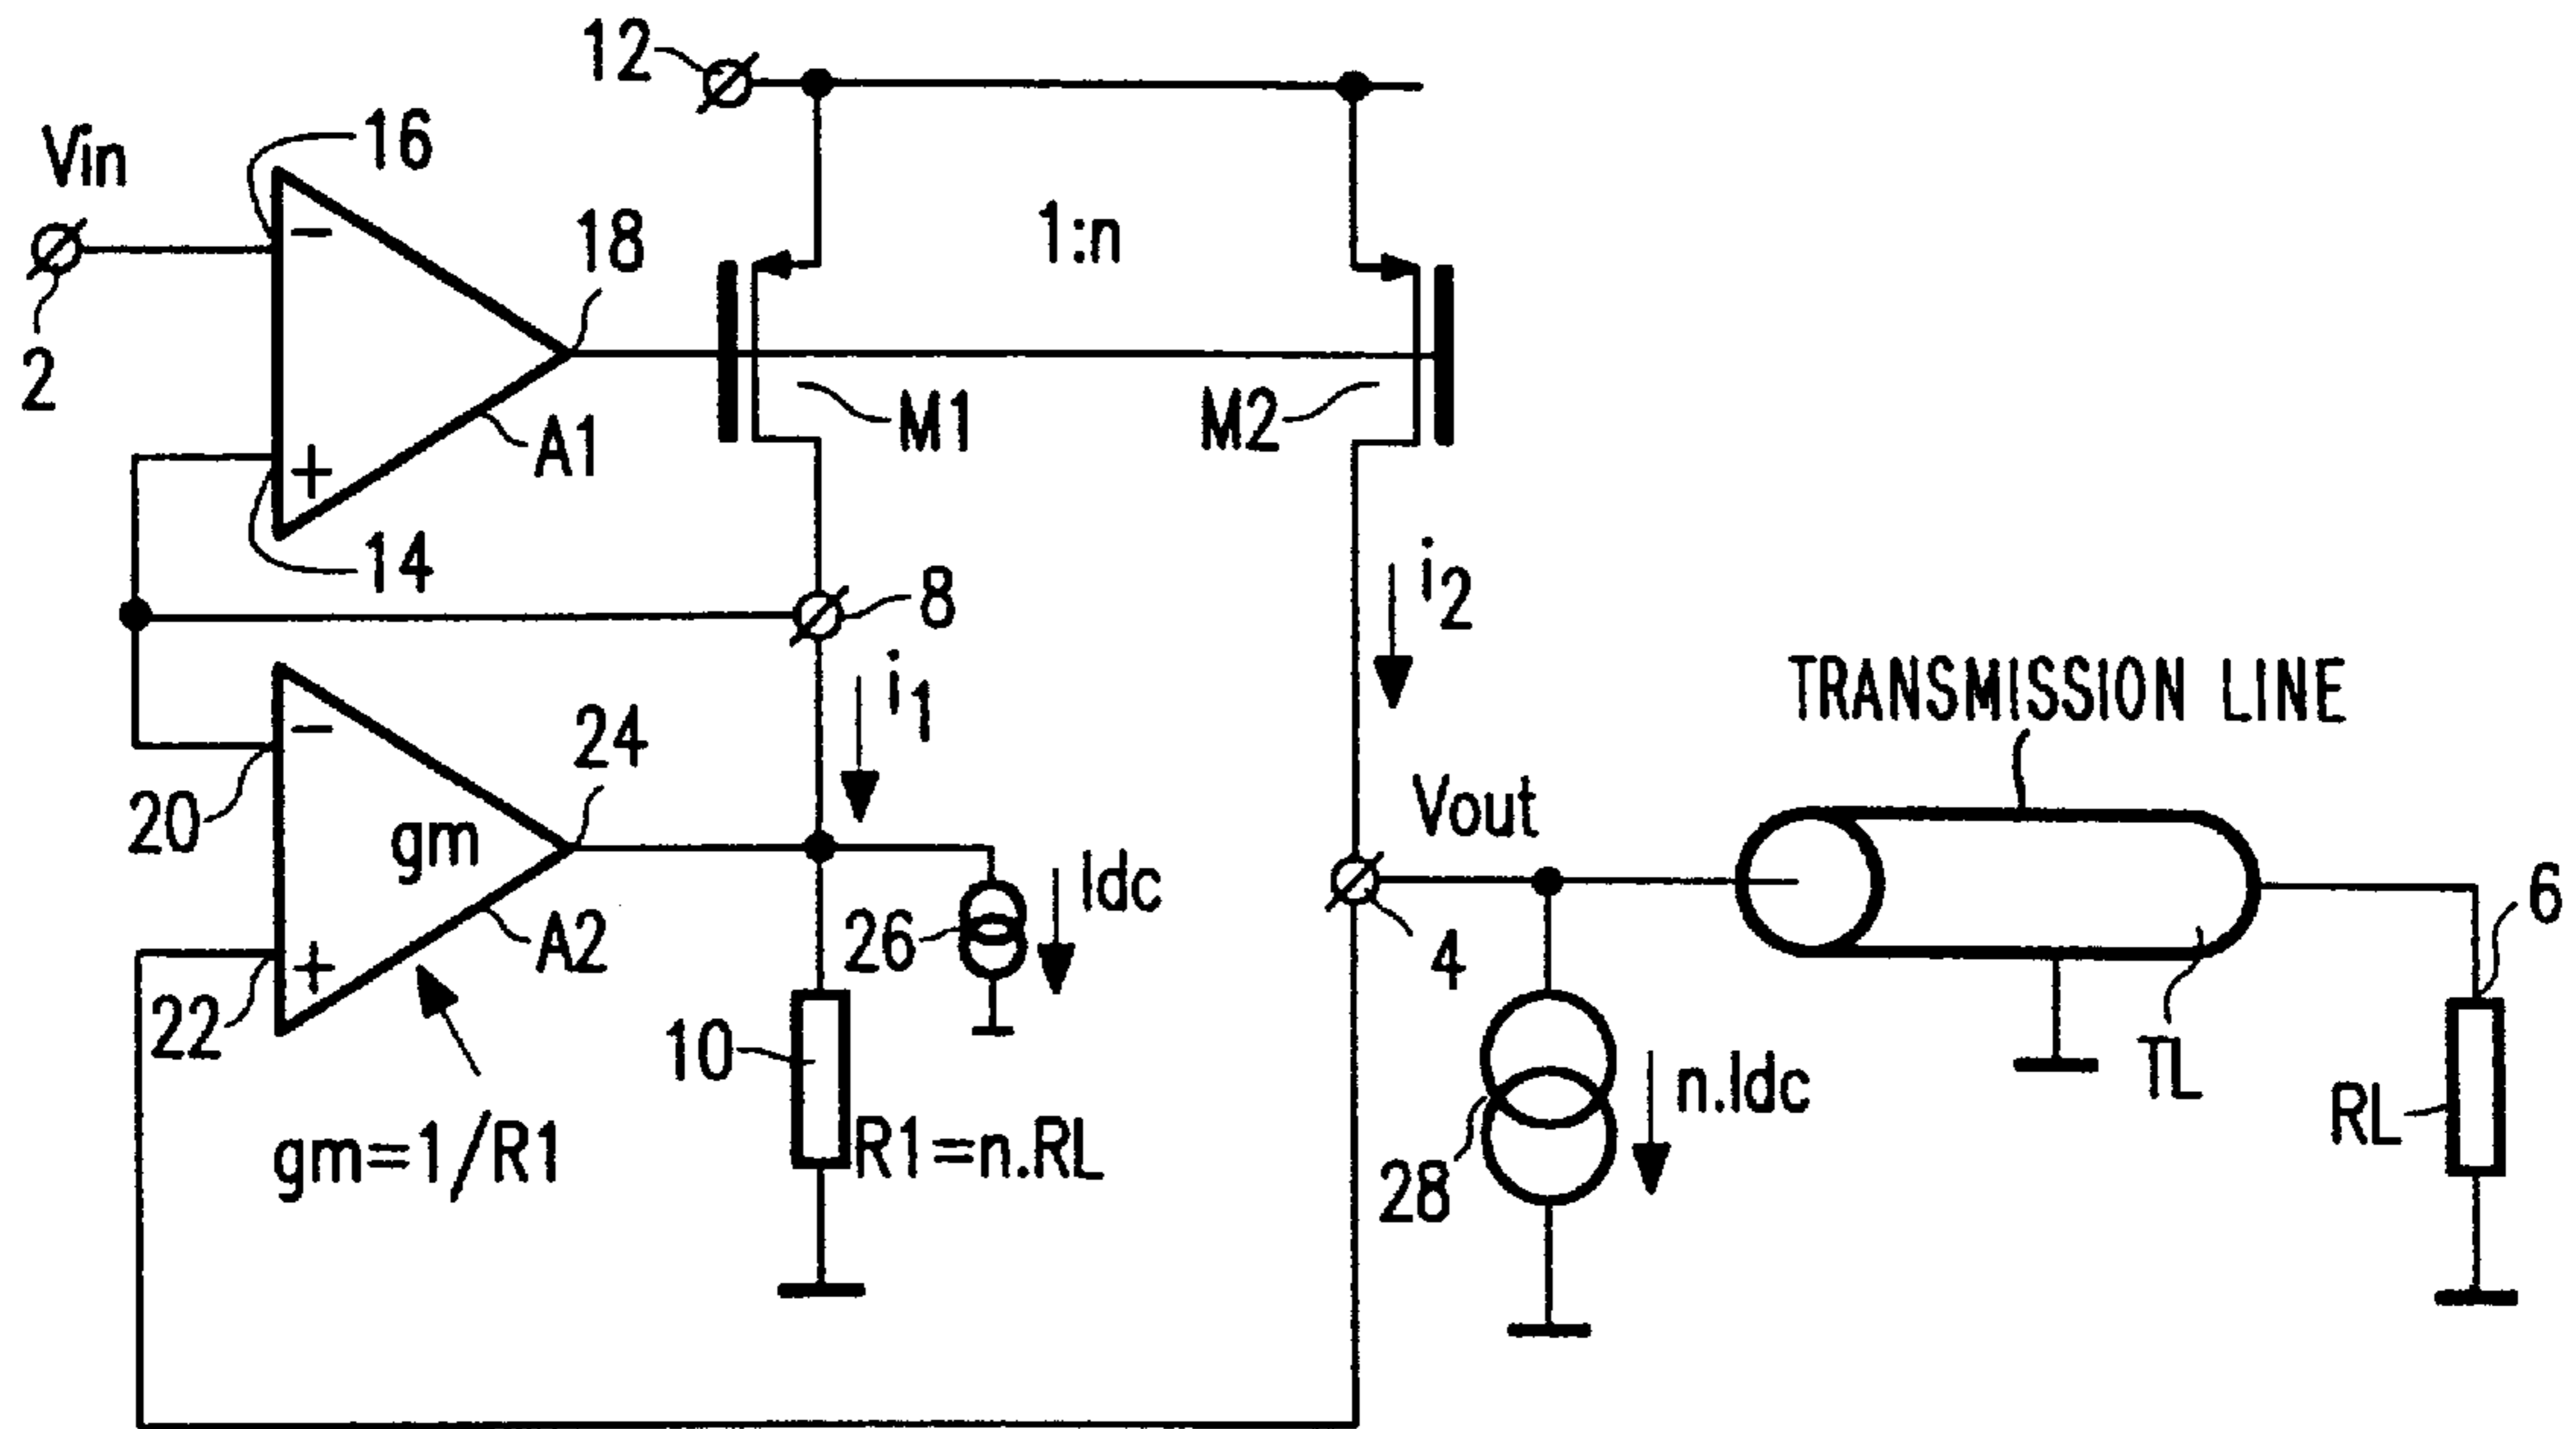 12
Vin
16
−
18
1:n
2
+
A1
M1
M2
14
8
i2
i1
TRANSMISSION LINE
−
24
20
gm
Vout
Idc
26
4
6
+
A2
22
10
n.Idc
TL
RL
gm=1/R1
R1=n.RL
28